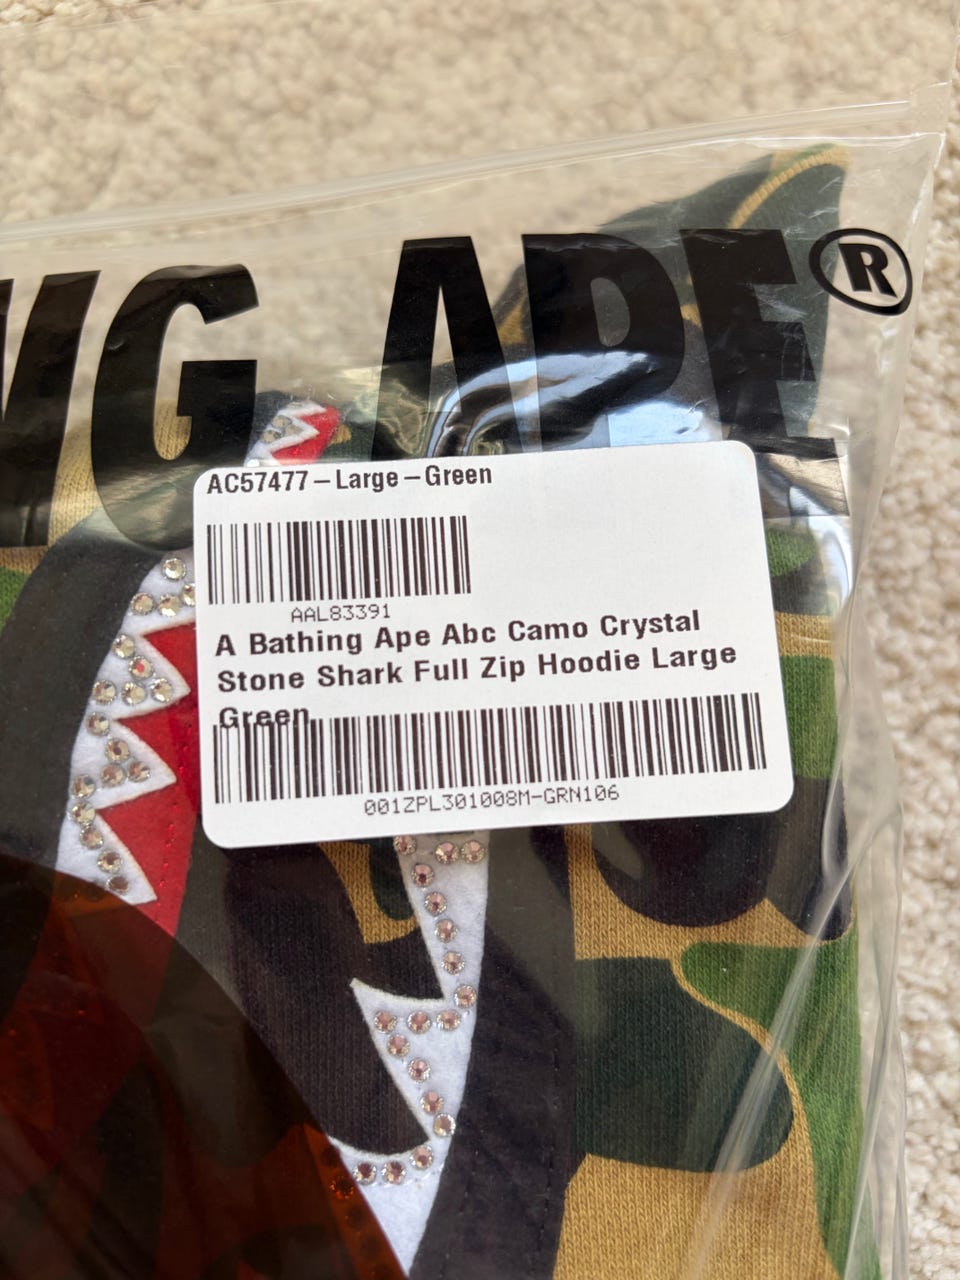 NG APE®
AC57477-Large-Green
AAL83391
A Bathing Ape Abc Camo Crystal
Stone Shark Full Zip Hoodie Large
Green
001ZPL301008M-GRN106